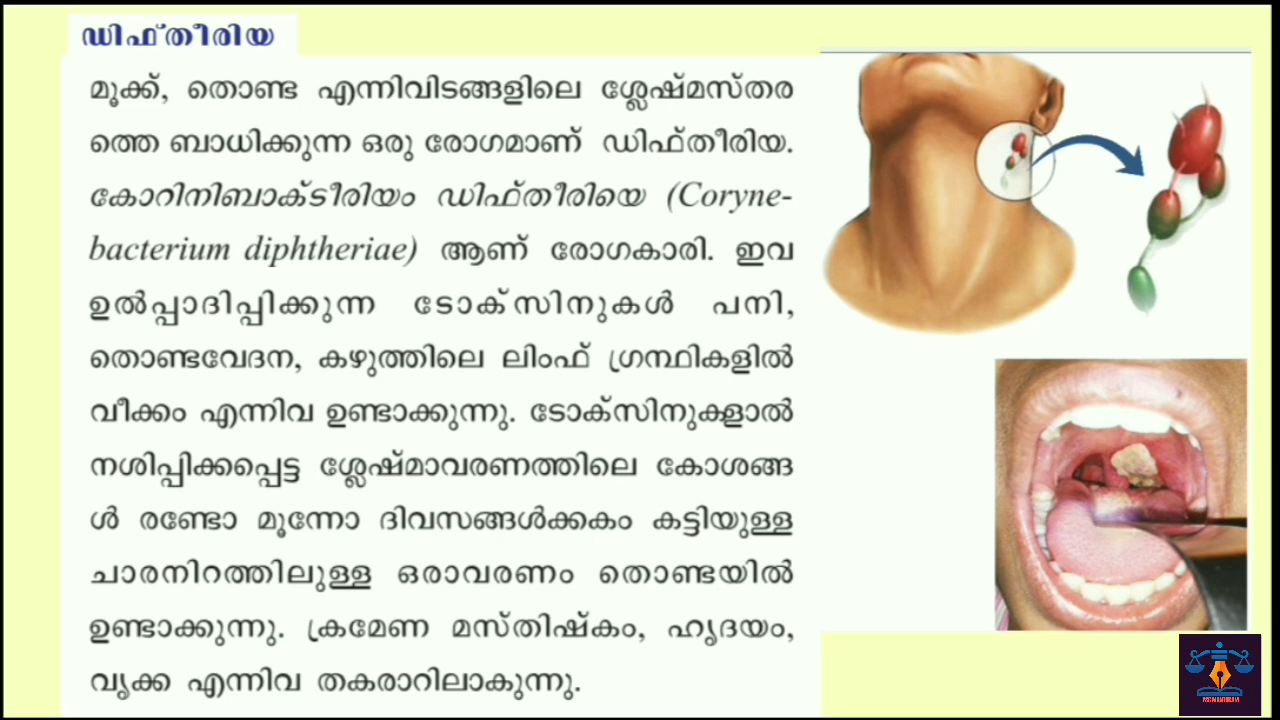 ഡിഫ്തീരിയ
മൂക്ക്, തൊണ്ട എന്നിവിടങ്ങളിലെ ശ്ലേഷ്മസ്തര
ത്തെ ബാധിക്കുന്ന ഒരു രോഗമാണ് ഡിഫ്തീരിയ.
കോറിനിബാക്ടീരിയം ഡിഫ്തീരിയെ (Coryne-
bacterium diphtheriae) ആണ് രോഗകാരി. ഇവ
ഉൽപ്പാദിപ്പിക്കുന്ന ടോക്സിനുകൾ പനി,
തൊണ്ടവേദന, കഴുത്തിലെ ലിംഫ് ഗ്രന്ഥികളിൽ
വീക്കം എന്നിവ ഉണ്ടാക്കുന്നു. ടോക്സിനുകളാൽ
നശിപ്പിക്കപ്പെട്ട ശ്ലേഷ്മാവരണത്തിലെ കോശങ്ങ
ൾ രണ്ടോ മൂന്നോ ദിവസങ്ങൾക്കകം കട്ടിയുള്ള
ചാരനിറത്തിലുള്ള ഒരാവരണം തൊണ്ടയിൽ
ഉണ്ടാക്കുന്നു. ക്രമേണ മസ്തിഷ്കം, ഹൃദയം,
വൃക്ക എന്നിവ തകരാറിലാകുന്നു.